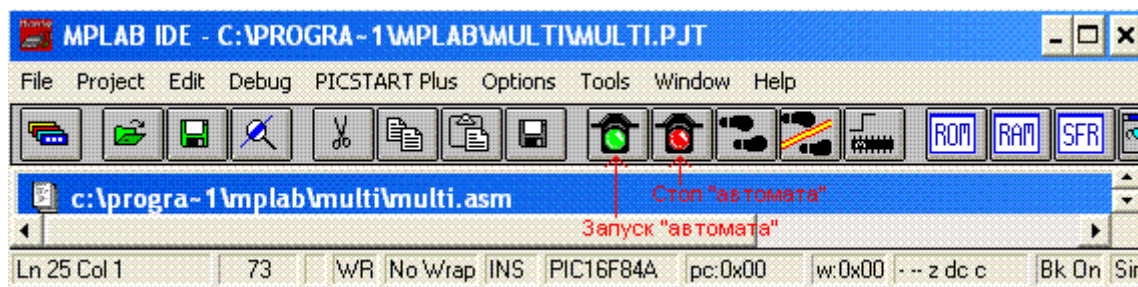 MPLAB IDE - C:\PROGRA~1\MPLAB\MULTI\MULTI.PJT
File Project Edit Debug PICSTART Plus Options Tools Window Help
ROM RAM SFR
c:\progra~1\mplab\multi\multi.asm
Стоп "автомата"
Запуск "автомата"
Ln 25 Col 1 73 WR No Wrap INS PIC16F84A pc:0x00 w:0x00 - -- z dc c Bk On Sim